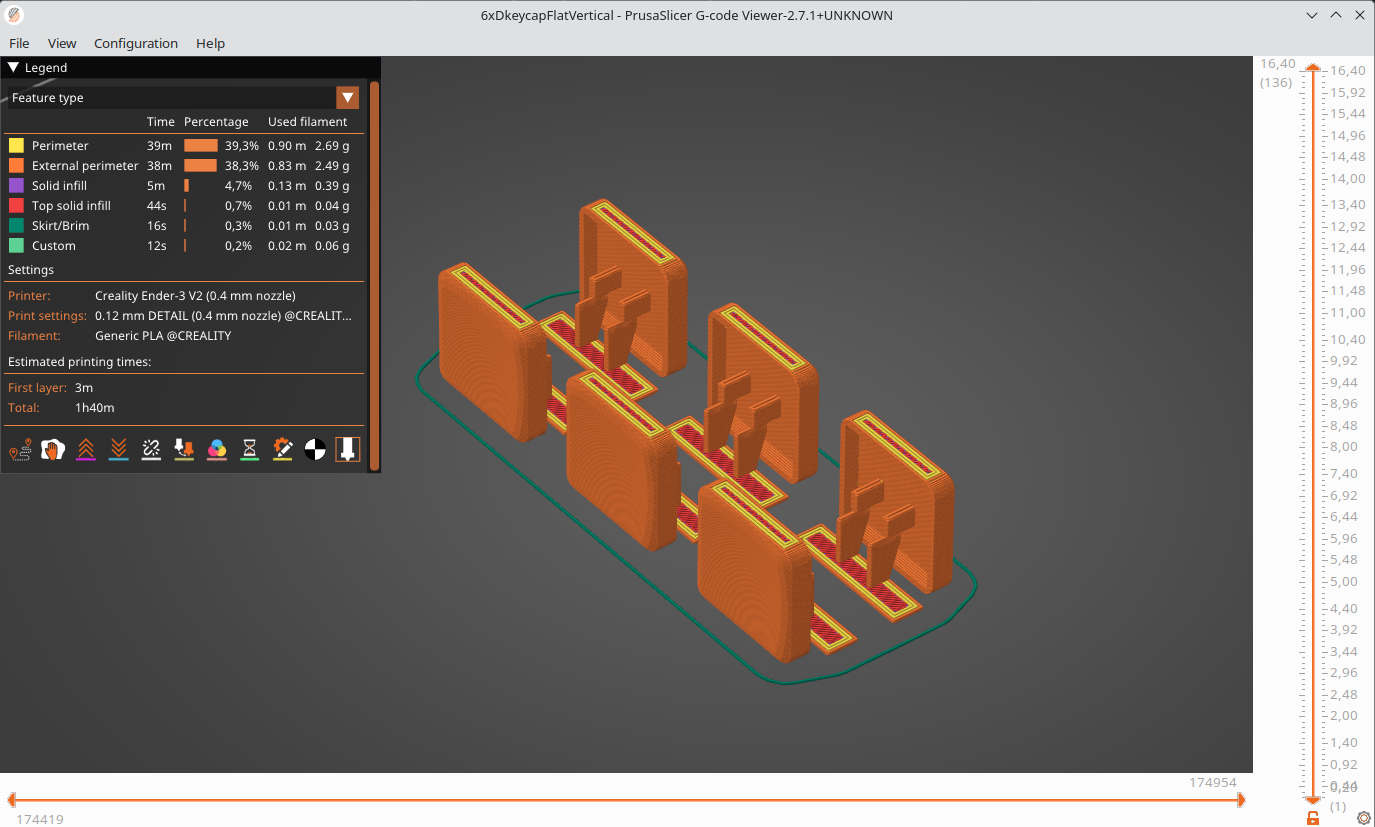 6xDkeycapFlatVertical - PrusaSlicer G-code Viewer-2.7.1+UNKNOWN
File View Configuration Help
Legend
Feature type
Time Percentage Used filament
Perimeter 39m 39,3% 0.90 m 2.69 g
External perimeter 38m 38,3% 0.83 m 2.49 g
Solid infill 5m 4,7% 0.13 m 0.39 g
Top solid infill 44s 0,7% 0.01 m 0.04 g
Skirt/Brim 16s 0,3% 0.01 m 0.03 g
Custom 12s 0,2% 0.02 m 0.06 g
Settings
Printer: Creality Ender-3 V2 (0.4 mm nozzle)
Print settings: 0.12 mm DETAIL (0.4 mm nozzle) @CREALIT...
Filament: Generic PLA @CREALITY
Estimated printing times:
First layer: 3m
Total: 1h40m
16,40
(136)
16,40
15,92
15,44
14,96
14,48
14,00
13,40
12,92
12,44
11,96
11,48
11,00
10,40
9,92
9,44
8,96
8,48
8,00
7,40
6,92
6,44
5,96
5,48
5,00
4,40
3,92
3,44
2,96
2,48
2,00
1,40
0,92
0,44
0,20
(1)
174954
174419